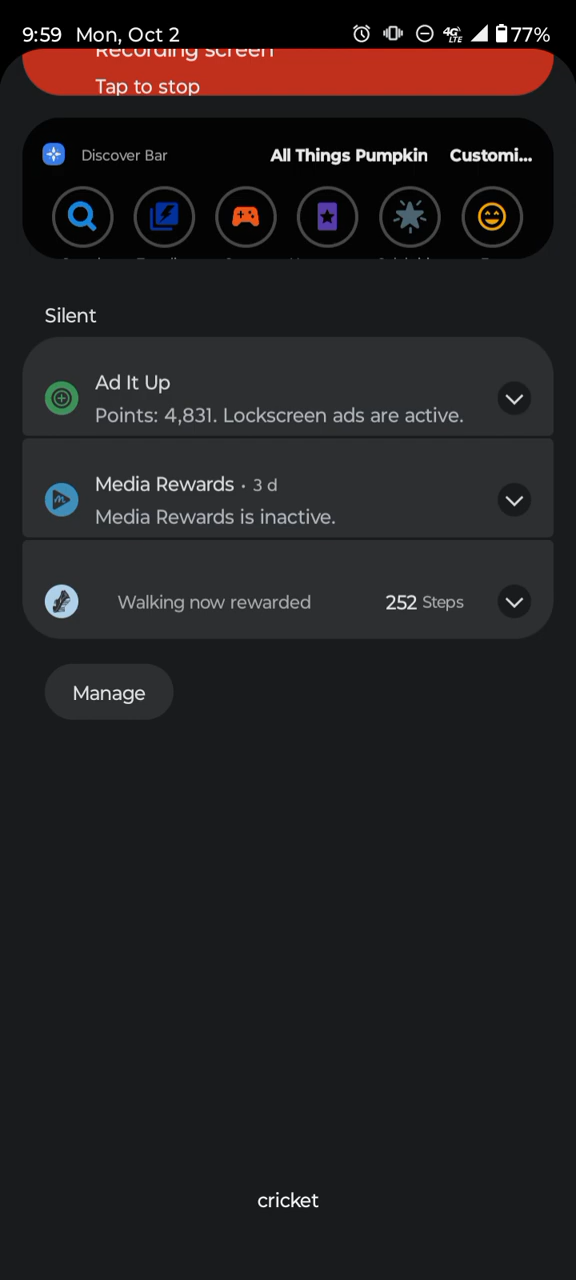 9:59 Mon, Oct 2 4G LTE 77%
Recording screen
Tap to stop
Discover Bar All Things Pumpkin Customi...
Silent
Ad It Up
Points: 4,831. Lockscreen ads are active.
Media Rewards · 3 d
Media Rewards is inactive.
Walking now rewarded 252 Steps
Manage
cricket